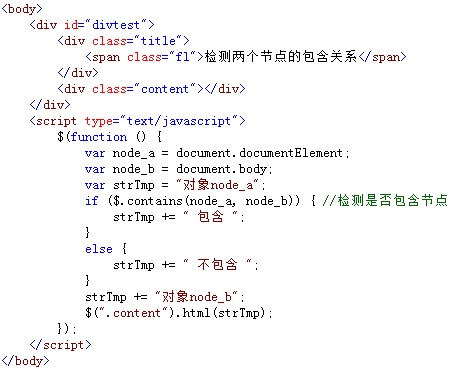 <body>
    <div id="divtest">
        <div class="title">
            <span class="fl">检测两个节点的包含关系</span>
        </div>
        <div class="content"></div>
    </div>
    <script type="text/javascript">
        $(function () {
            var node_a = document.documentElement;
            var node_b = document.body;
            var strTmp = "对象node_a";
            if ($.contains(node_a, node_b)) { //检测是否包含节点
                strTmp += " 包含 ";
            }
            else {
                strTmp += " 不包含 ";
            }
            strTmp += "对象node_b";
            $(".content").html(strTmp);
        });
    </script>
</body>